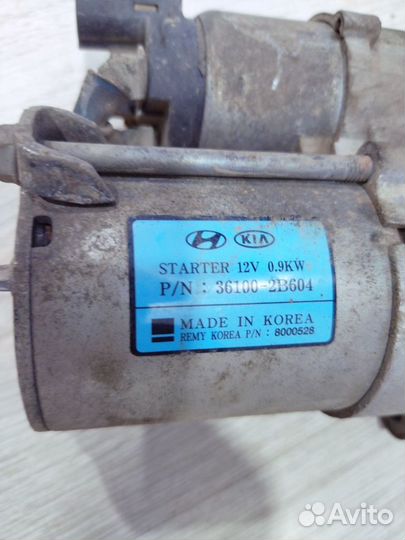 KIA
STARTER 12V 0.9KW
P/N : 36100-2B604
MADE IN KOREA
REMY KOREA P/N : 8000528
Avito